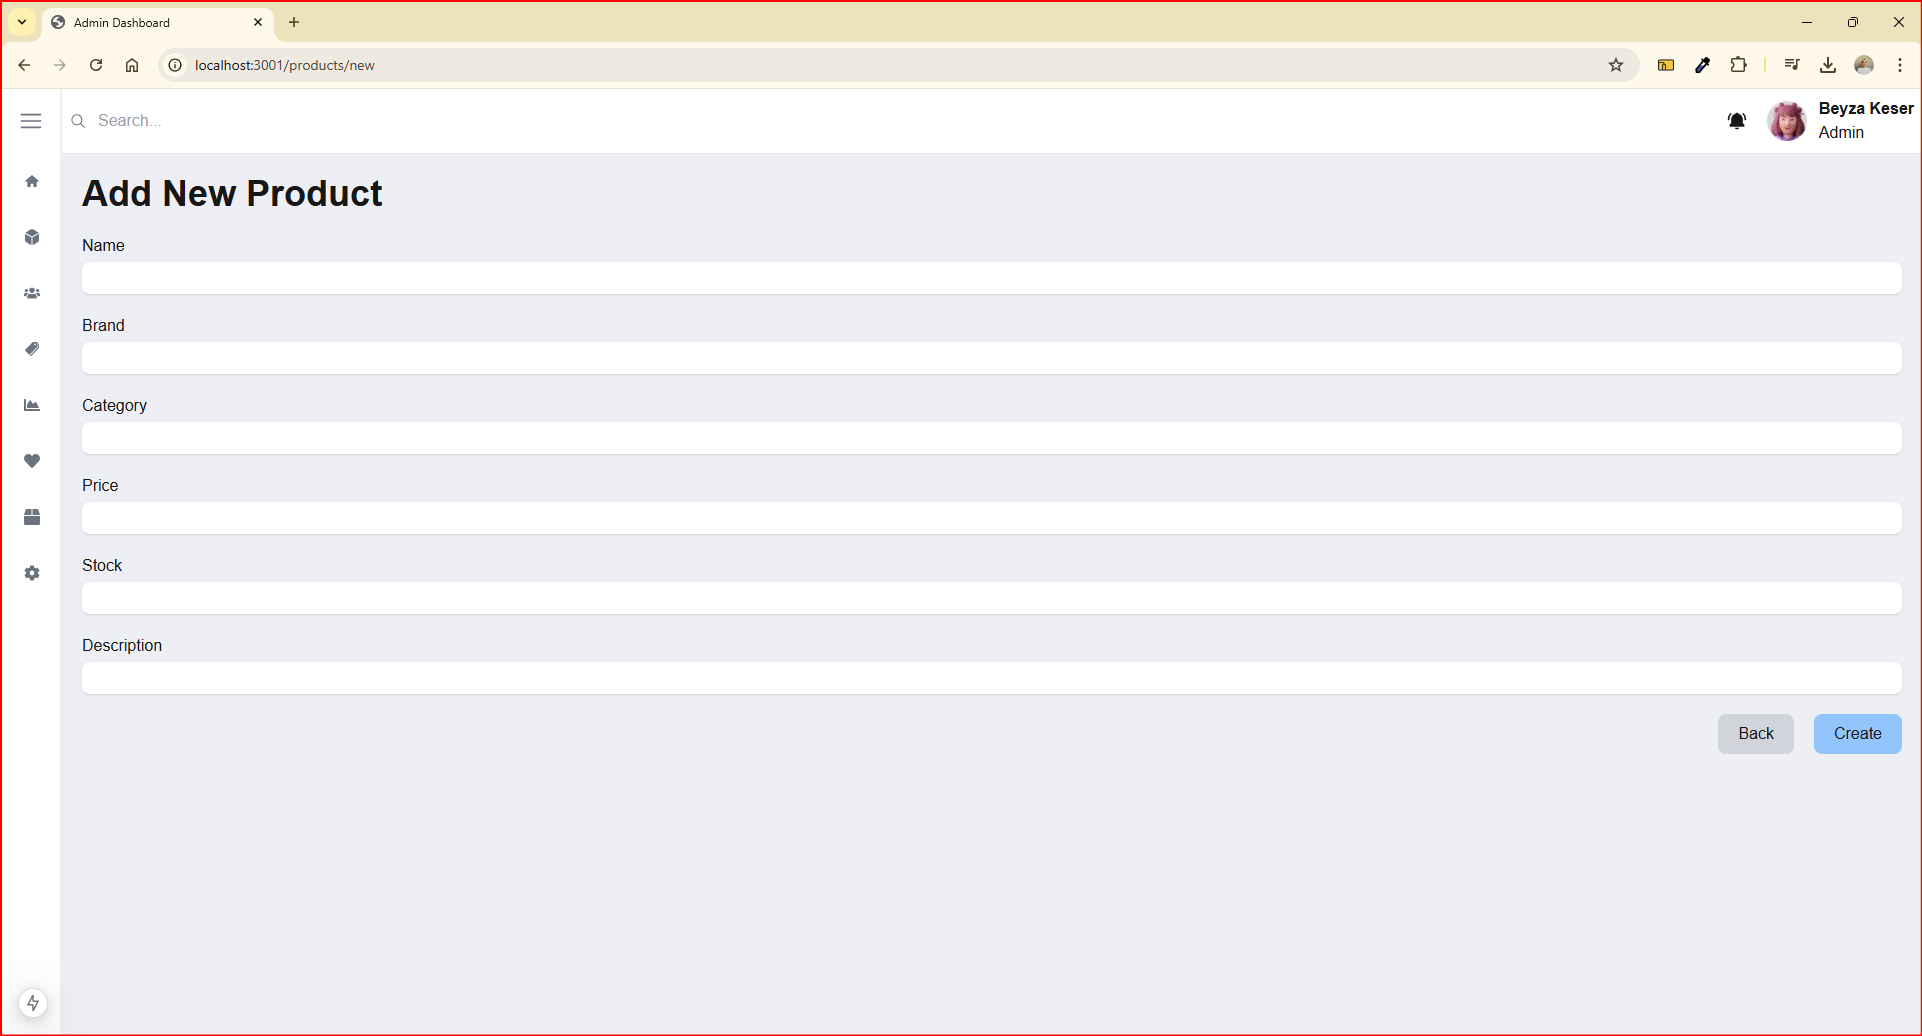 Admin Dashboard
localhost:3001/products/new
Search...
Beyza Keser
Admin
Add New Product
Name
Brand
Category
Price
Stock
Description
Back
Create